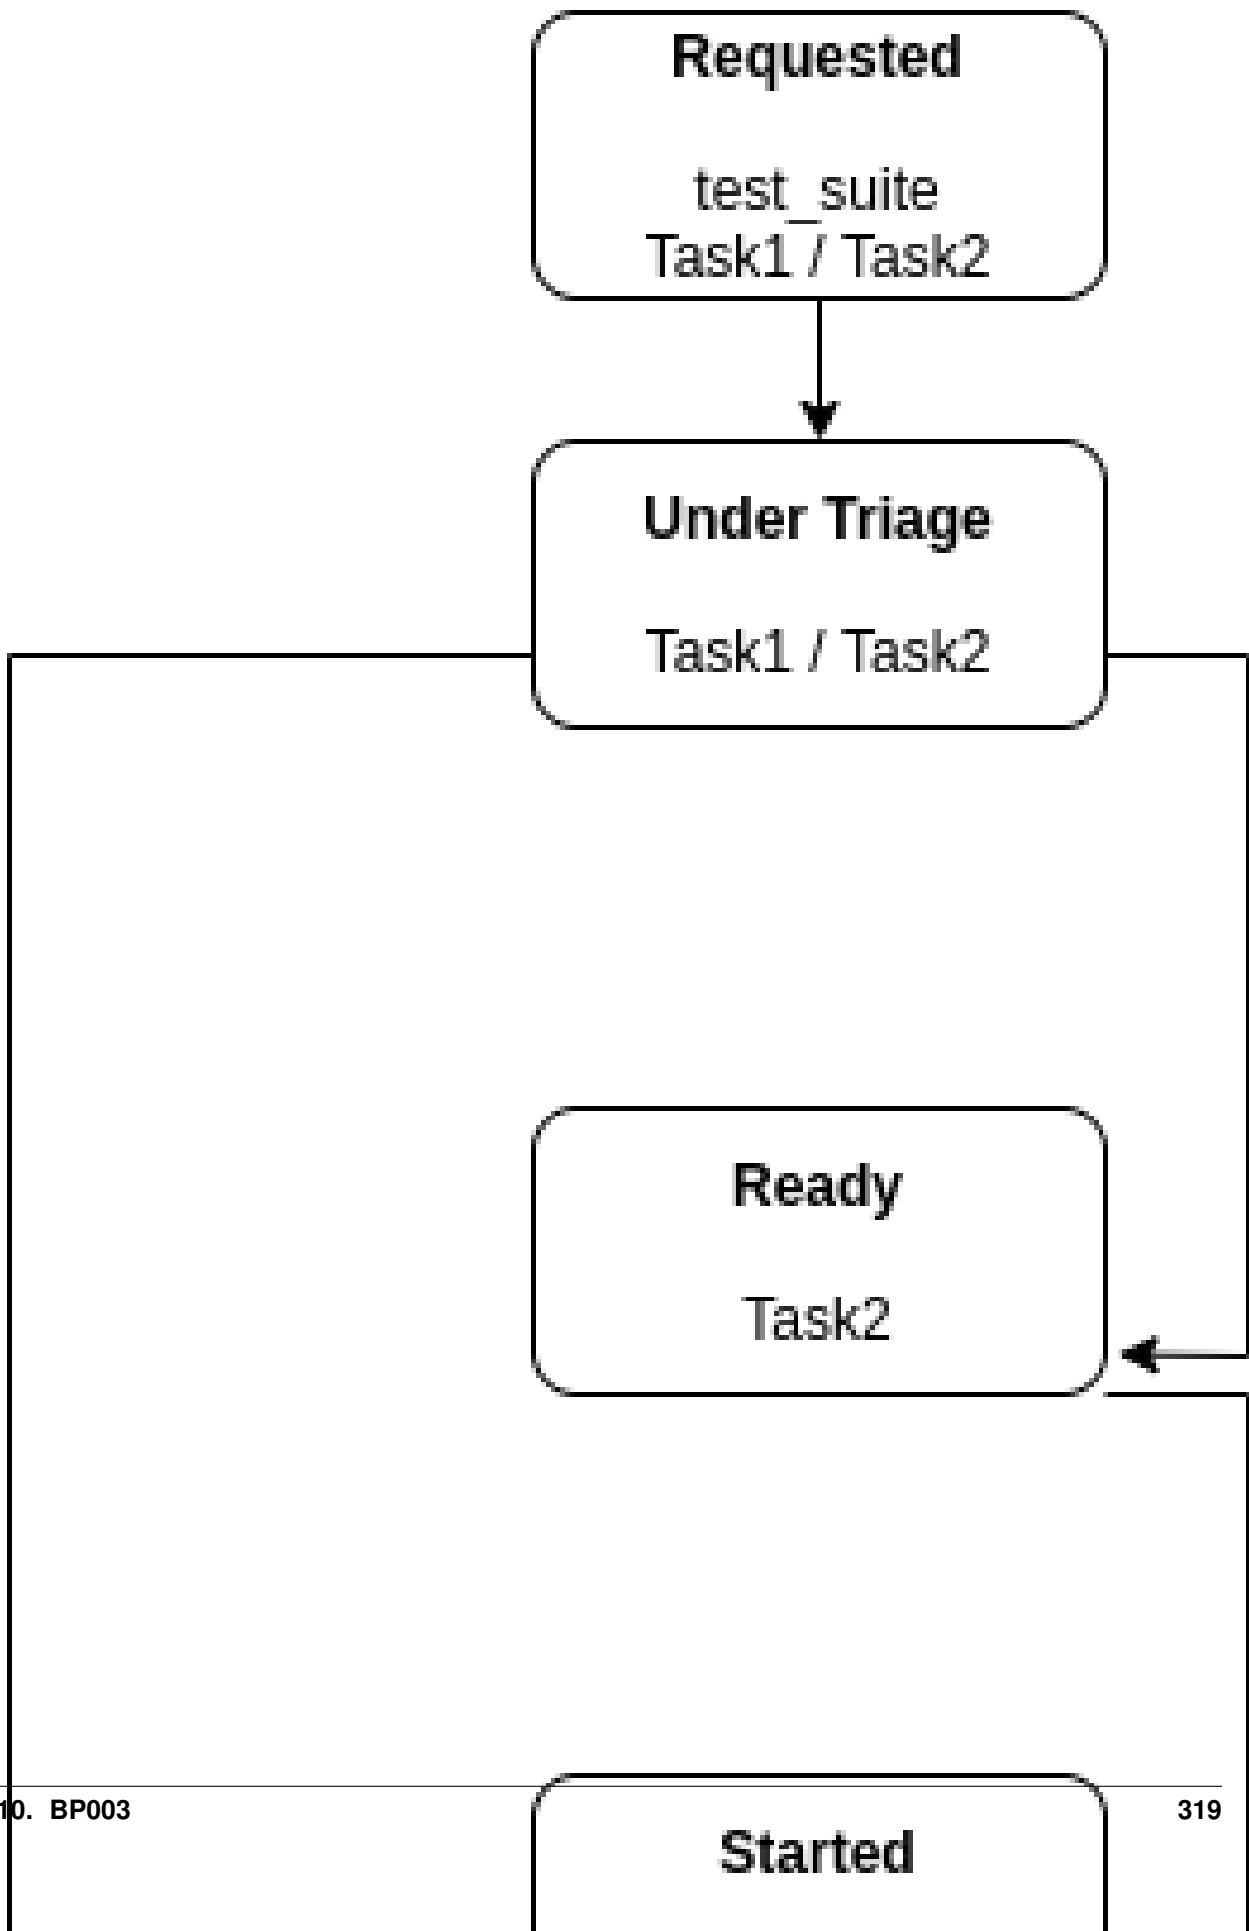 Requested
test_suite
Task1 / Task2
Under Triage
Task1 / Task2
Ready
Task2
10. BP003
319
Started